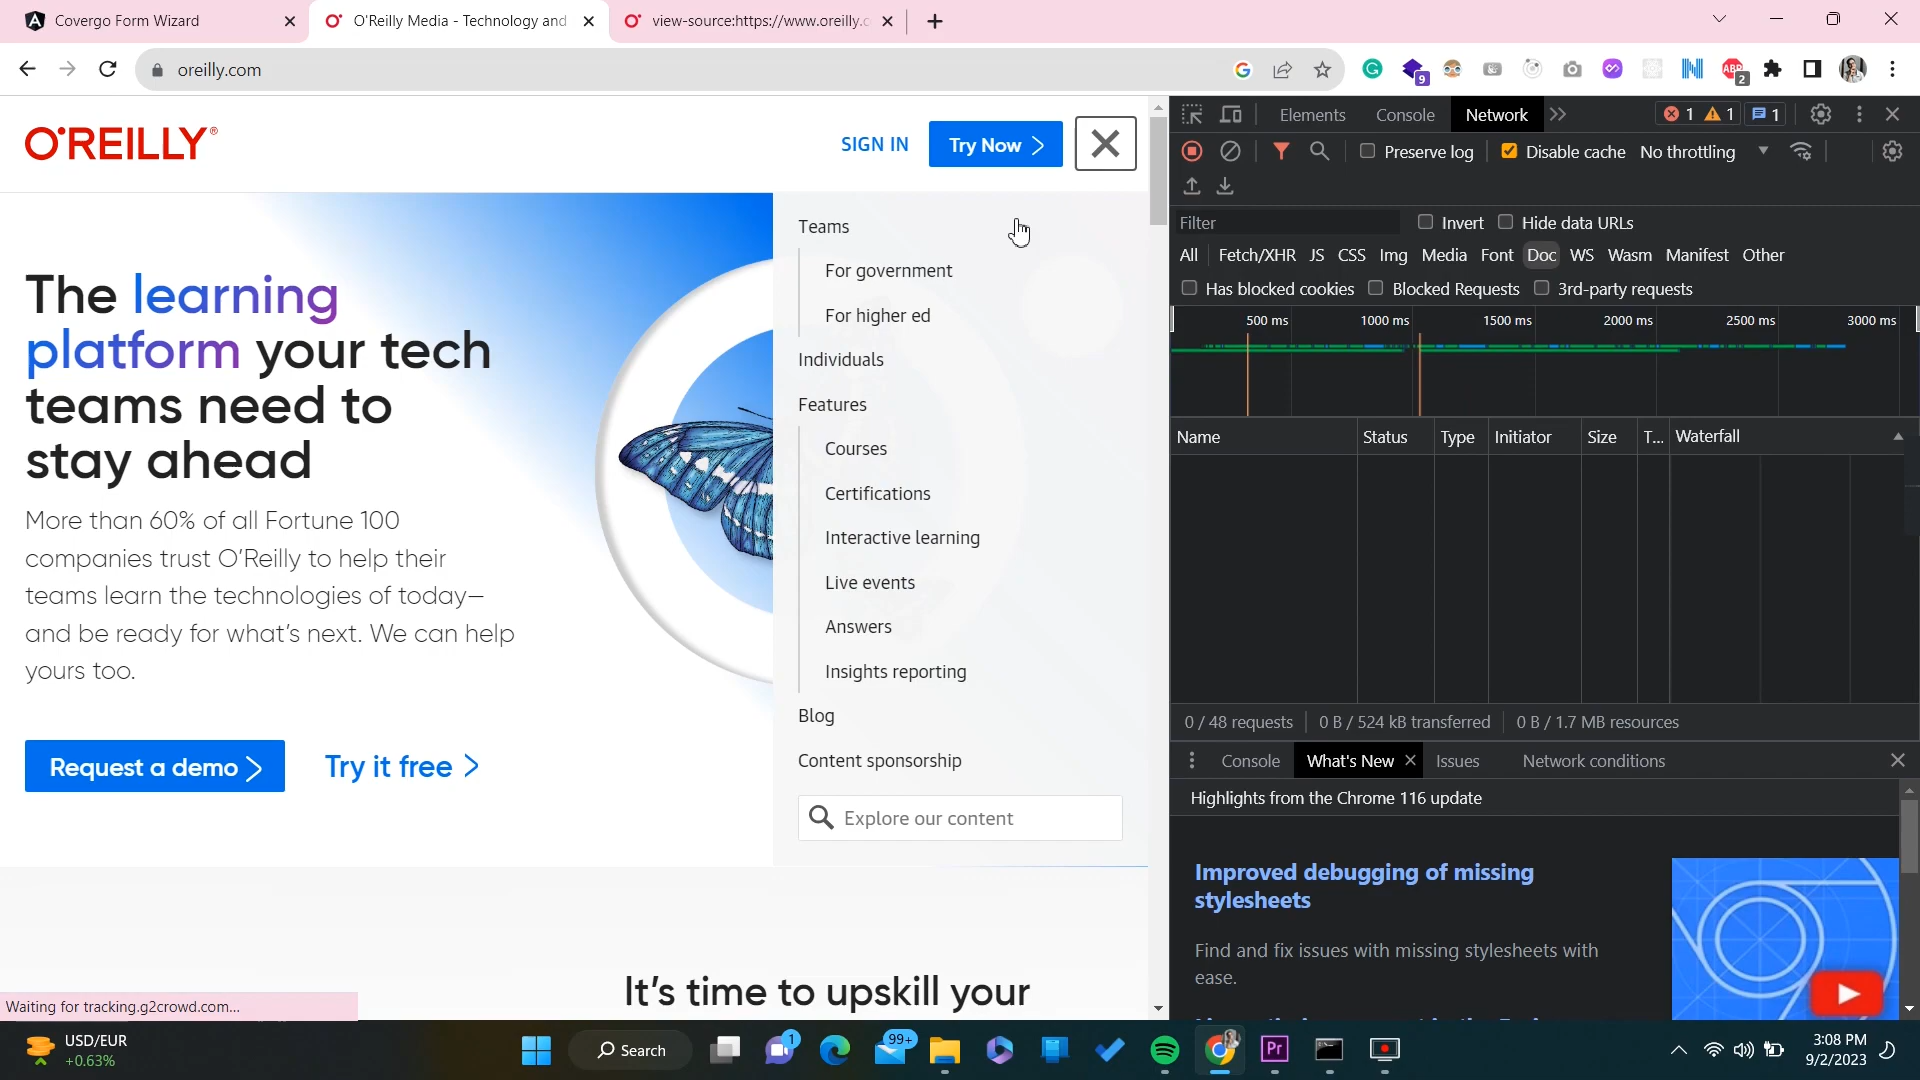 Covergo Form Wizard
O'Reilly Media - Technology and
view-source:https://www.oreilly.c
oreilly.com
9
ABP
2
O'REILLY®
SIGN IN
Try Now
The learning
platform your tech
teams need to
stay ahead
More than 60% of all Fortune 100
companies trust O'Reilly to help their
teams learn the technologies of today—
and be ready for what's next. We can help
yours too.
Request a demo
Try it free
Teams
For government
For higher ed
Individuals
Features
Courses
Certifications
Interactive learning
Live events
Answers
Insights reporting
Blog
Content sponsorship
Explore our content
It's time to upskill your
Waiting for tracking.g2crowd.com...
Elements Console Network 1 1 1
Preserve log Disable cache No throttling
Filter Invert Hide data URLs
All Fetch/XHR JS CSS Img Media Font Doc WS Wasm Manifest Other
Has blocked cookies Blocked Requests 3rd-party requests
500 ms 1000 ms 1500 ms 2000 ms 2500 ms 3000 ms
Name Status Type Initiator Size T... Waterfall
0 / 48 requests 0 B / 524 kB transferred 0 B / 1.7 MB resources
Console What's New Issues Network conditions
Highlights from the Chrome 116 update
Improved debugging of missing
stylesheets
Find and fix issues with missing stylesheets with
ease.
USD/EUR
+0.63%
Search
1
99+
Pr
3:08 PM
9/2/2023